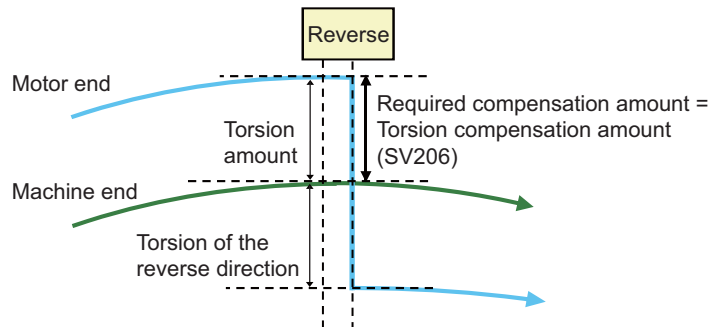 Reverse
Motor end
Required compensation amount =
Torsion compensation amount
(SV206)
Torsion
amount
Machine end
Torsion of the
reverse direction